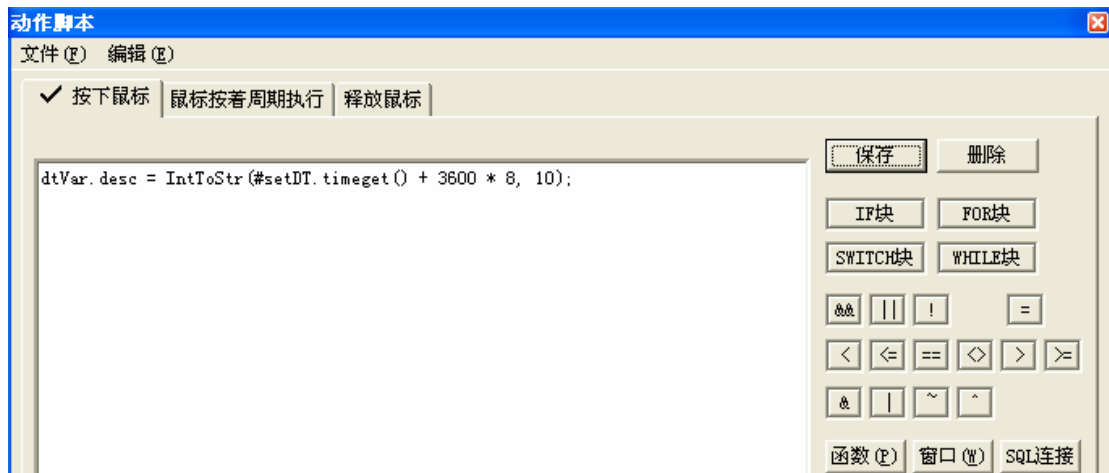 动作脚本
文件(F) 编辑(E)
按下鼠标 鼠标按着周期执行 释放鼠标
保存 删除
dtVar.desc = IntToStr(#setDT.timeget() + 3600 * 8, 10);
IF块 FOR块
SWITCH块 WHILE块
&& || ! =
< <= == <> > >=
& | ~ ^
函数(P) 窗口(W) SQL连接